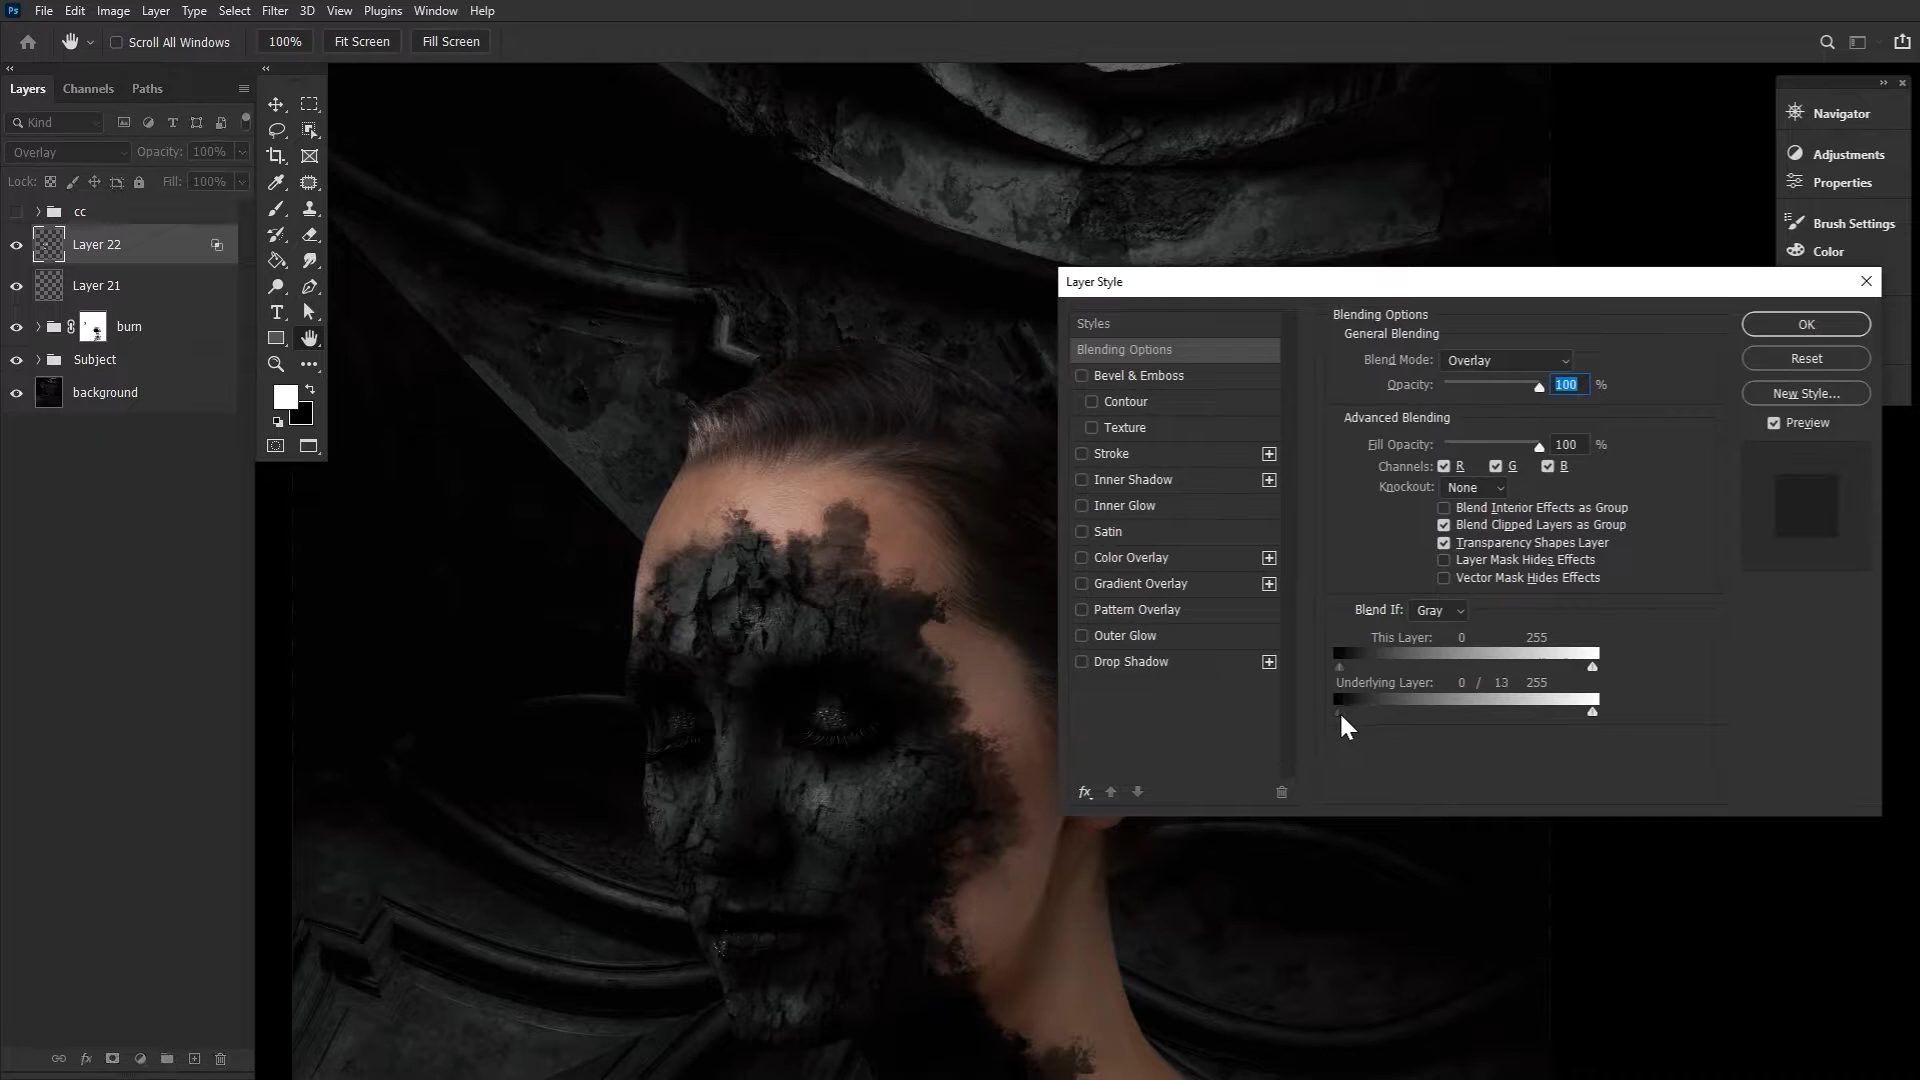 Ps File Edit Image Layer Type Select Filter 3D View Plugins Window Help
Scroll All Windows 100% Fit Screen Fill Screen
Layers Channels Paths
Kind
Overlay Opacity: 100%
Lock: Fill: 100%
cc
Layer 22
Layer 21
burn
Subject
background
Navigator
Adjustments
Properties
Brush Settings
Color
Layer Style
Styles
Blending Options
Bevel & Emboss
Contour
Texture
Stroke
Inner Shadow
Inner Glow
Satin
Color Overlay
Gradient Overlay
Pattern Overlay
Outer Glow
Drop Shadow
fx
Blending Options
General Blending
Blend Mode: Overlay
Opacity: 100 %
Advanced Blending
Fill Opacity: 100 %
Channels: R G B
Knockout: None
Blend Interior Effects as Group
Blend Clipped Layers as Group
Transparency Shapes Layer
Layer Mask Hides Effects
Vector Mask Hides Effects
Blend If: Gray
This Layer: 0 255
Underlying Layer: 0 / 13 255
OK
Reset
New Style...
Preview
fx